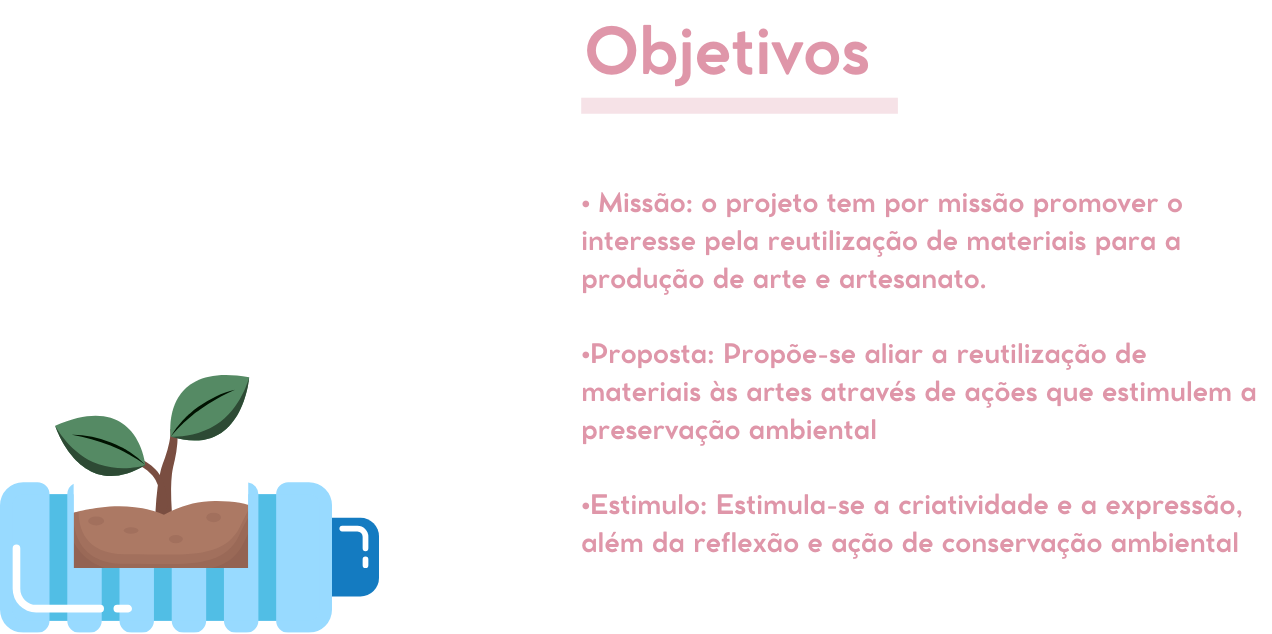 Objetivos
• Missão: o projeto tem por missão promover o
interesse pela reutilização de materiais para a
produção de arte e artesanato.
•Proposta: Propõe-se aliar a reutilização de
materiais às artes através de ações que estimulem a
preservação ambiental
•Estimulo: Estimula-se a criatividade e a expressão,
além da reflexão e ação de conservação ambiental